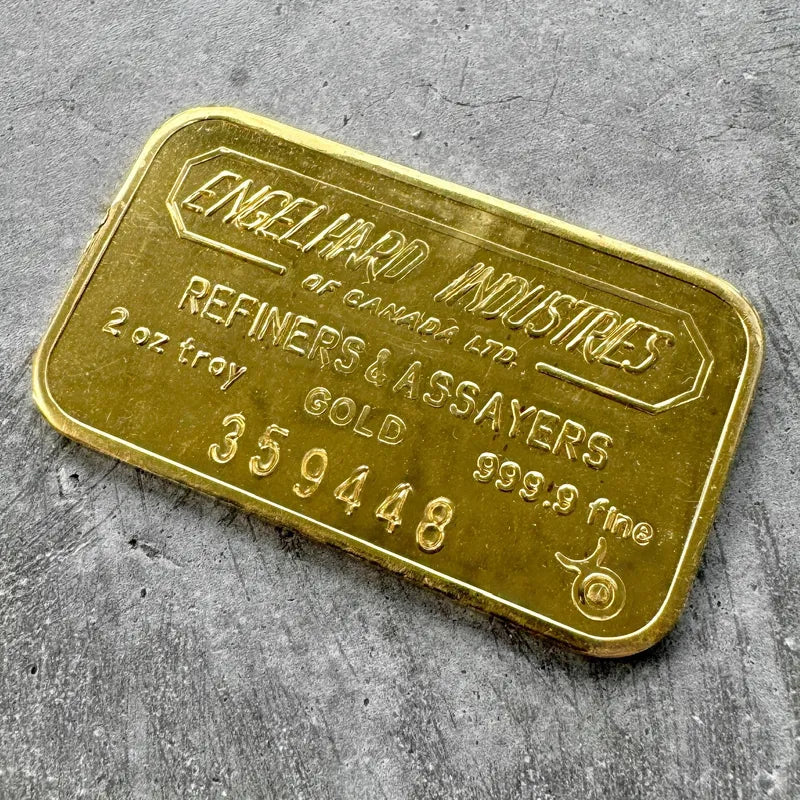 ENGELHARD INDUSTRIES
OF CANADA LTD.
REFINERS & ASSAYERS
2 oz troy
GOLD
999.9 fine
359448